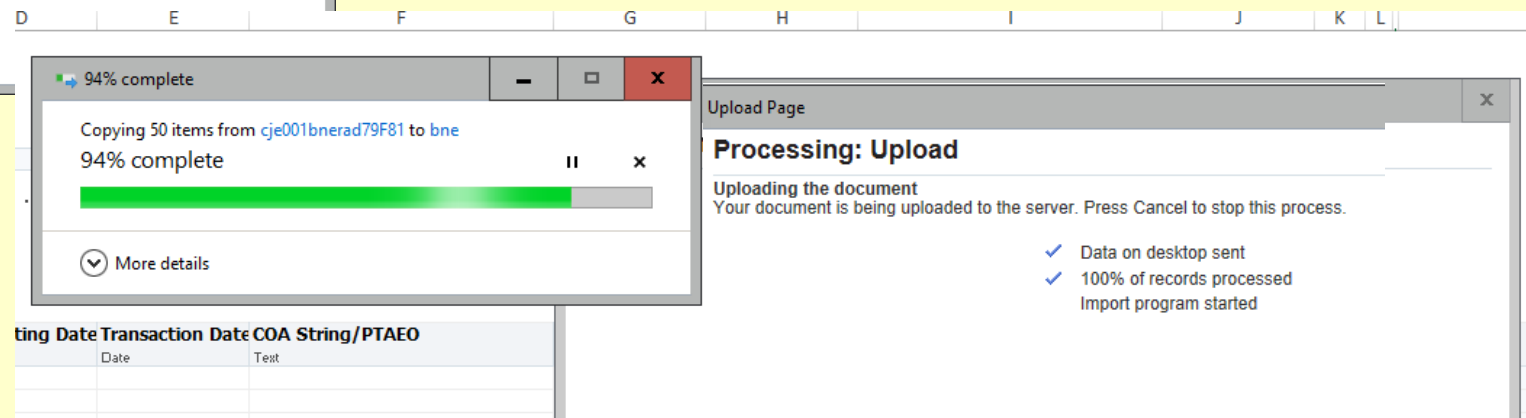 D E F G H I J K L
94% complete
Copying 50 items from cje001bnerad79F81 to bne
94% complete
More details
Upload Page
Processing: Upload
Uploading the document
Your document is being uploaded to the server. Press Cancel to stop this process.
Data on desktop sent
100% of records processed
Import program started
ting Date Transaction Date COA String/PTAEO
Date Text